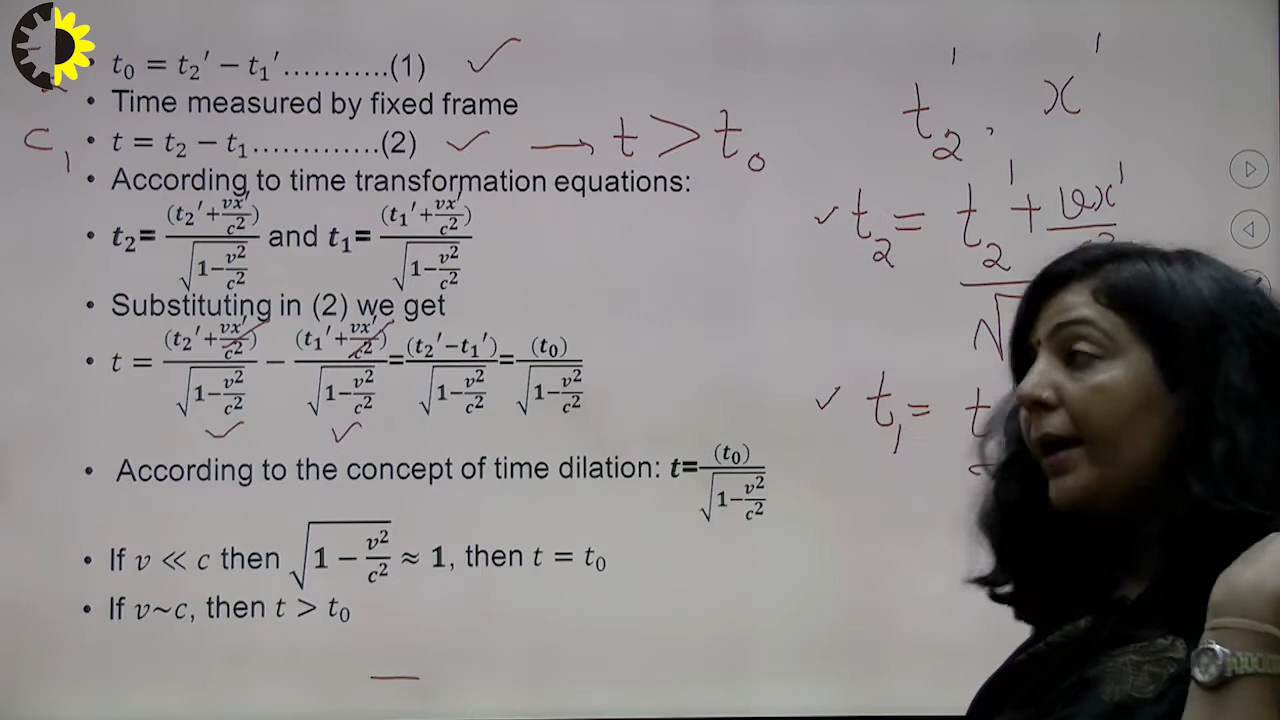 • t₀ = t₂′ − t₁′...........(1) ✓
• Time measured by fixed frame
C₁ • t = t₂ − t₁.............(2) ✓ → t > t₀
• According to time transformation equations:
• t₂= (t₂′+vx′/c²)/√(1−v²/c²) and t₁= (t₁′+vx′/c²)/√(1−v²/c²)
• Substituting in (2) we get
• t = (t₂′+vx′/c²)/√(1−v²/c²) − (t₁′+vx′/c²)/√(1−v²/c²)=(t₂′−t₁′)/√(1−v²/c²)=(t₀)/√(1−v²/c²)
• According to the concept of time dilation: t=(t₀)/√(1−v²/c²)
• If v ≪ c then √(1 − v²/c²) ≈ 1, then t = t₀
• If v~c, then t > t₀
t₂′, x′
✓ t₂ = t₂′ + vx′
✓ t₁ = t